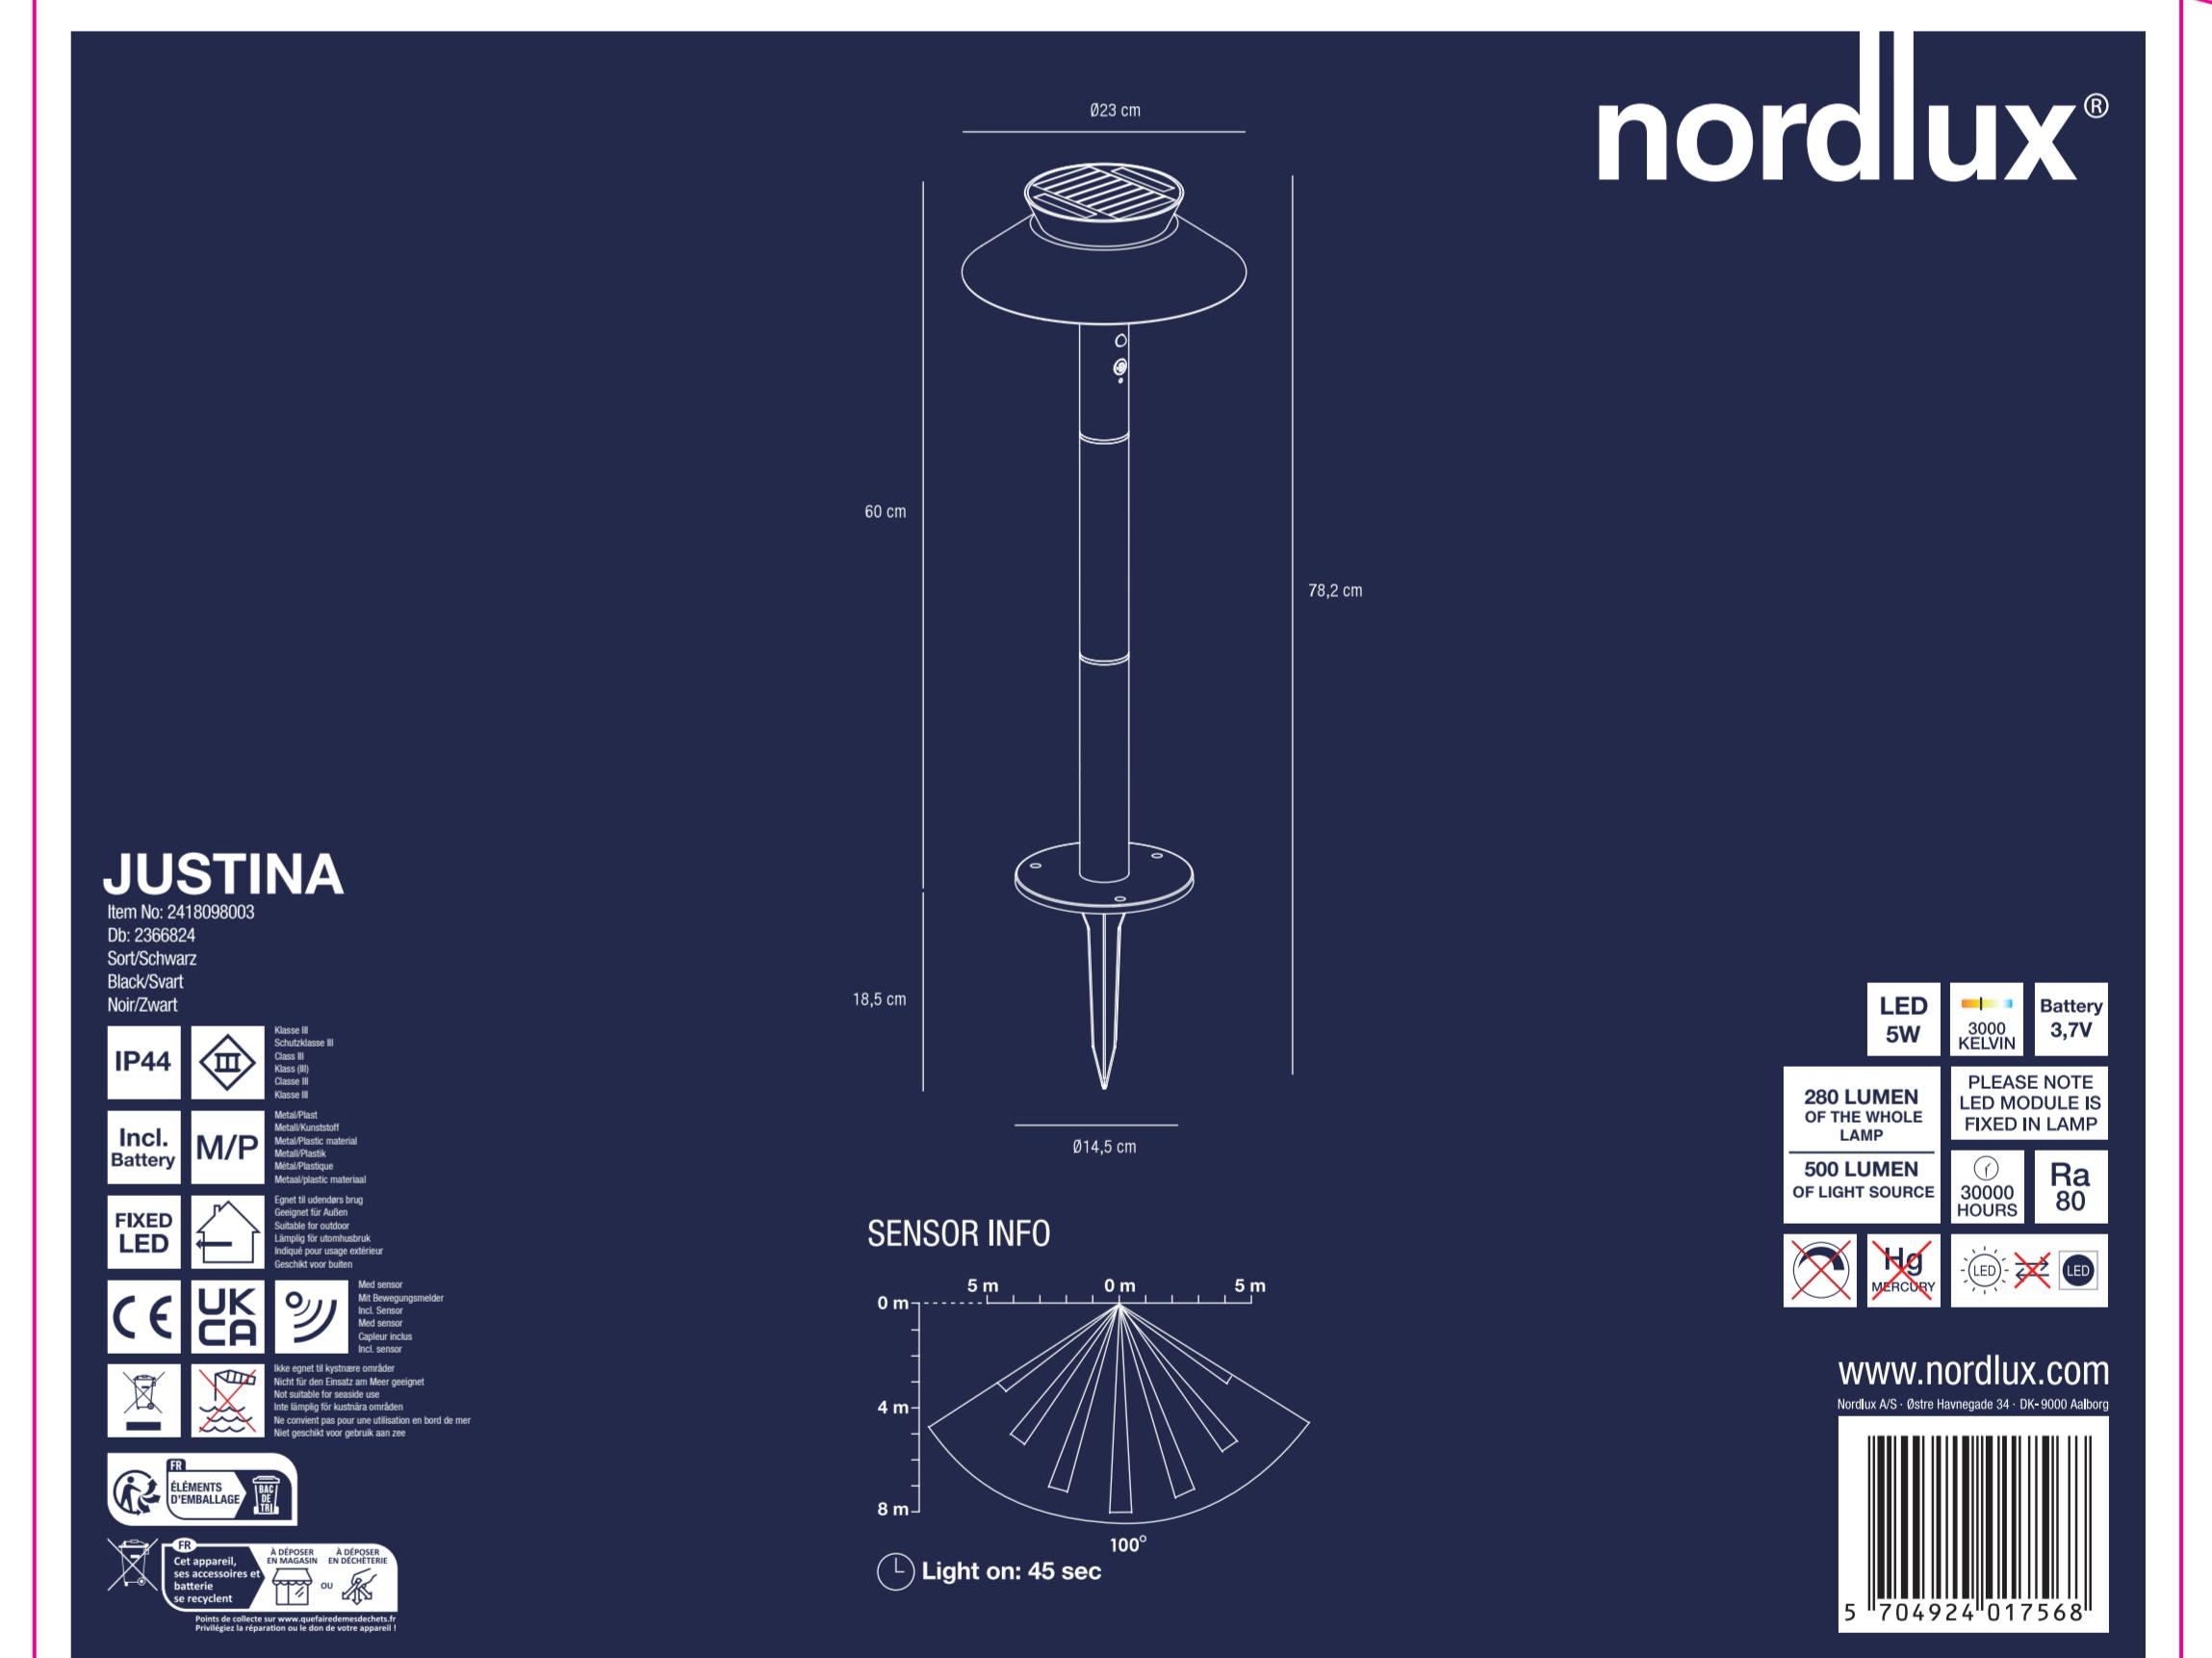 nordlux®
Ø23 cm
60 cm
78,2 cm
18,5 cm
Ø14,5 cm
JUSTINA
Item No: 2418098003
Db: 2366824
Sort/Schwarz
Black/Svart
Noir/Zwart
IP44
III
Klasse III
Schutzklasse III
Class III
Klass (III)
Classe III
Klasse III
Incl.
Battery
M/P
Metal/Plast
Metall/Kunststoff
Metal/Plastic material
Metall/Plastik
Métal/Plastique
Metaal/plastic materiaal
FIXED
LED
Egnet til udendørs brug
Geeignet für Außen
Suitable for outdoor
Lämplig för utomhusbruk
Indiqué pour usage extérieur
Geschikt voor buiten
CE
UK
CA
Med sensor
Mit Bewegungsmelder
Incl. Sensor
Med sensor
Capleur inclus
Incl. sensor
Ikke egnet til kystnære områder
Nicht für den Einsatz am Meer geeignet
Not suitable for seaside use
Inte lämplig för kustnära områden
Ne convient pas pour une utilisation en bord de mer
Niet geschikt voor gebruik aan zee
FR
ÉLÉMENTS
D'EMBALLAGE
BAC
DE
TRI
FR
Cet appareil,
ses accessoires et
batterie
se recyclent
À DÉPOSER
EN MAGASIN
OU
À DÉPOSER
EN DÉCHÈTERIE
Points de collecte sur www.quefairedemesdechets.fr
Privilégiez la réparation ou le don de votre appareil !
SENSOR INFO
5 m
0 m
5 m
0 m
4 m
8 m
100°
Light on: 45 sec
LED
5W
3000
KELVIN
Battery
3,7V
280 LUMEN
OF THE WHOLE
LAMP
500 LUMEN
OF LIGHT SOURCE
PLEASE NOTE
LED MODULE IS
FIXED IN LAMP
30000
HOURS
Ra
80
Hg
MERCURY
LED
LED
www.nordlux.com
Nordlux A/S · Østre Havnegade 34 · DK-9000 Aalborg
5 704924 017568